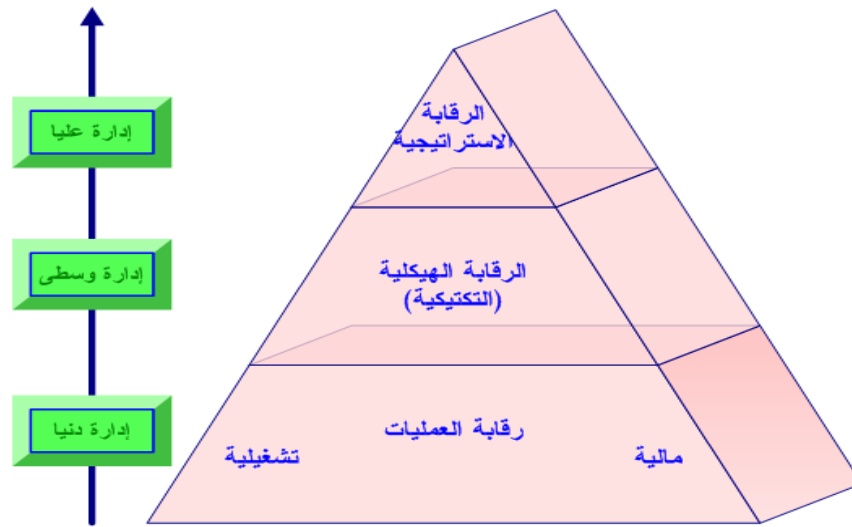 إدارة عليا
الرقابة
الاستراتيجية
إدارة وسطى
الرقابة الهيكلية
(التكتيكية)
إدارة دنيا
رقابة العمليات
مالية
تشغيلية